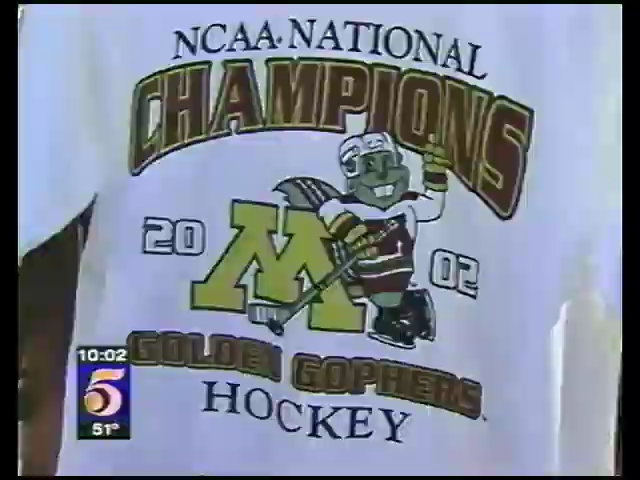 NCAA NATIONAL
CHAMPIONS
20 M 02
GOLDEN GOPHERS
HOCKEY
10:02
5
51°